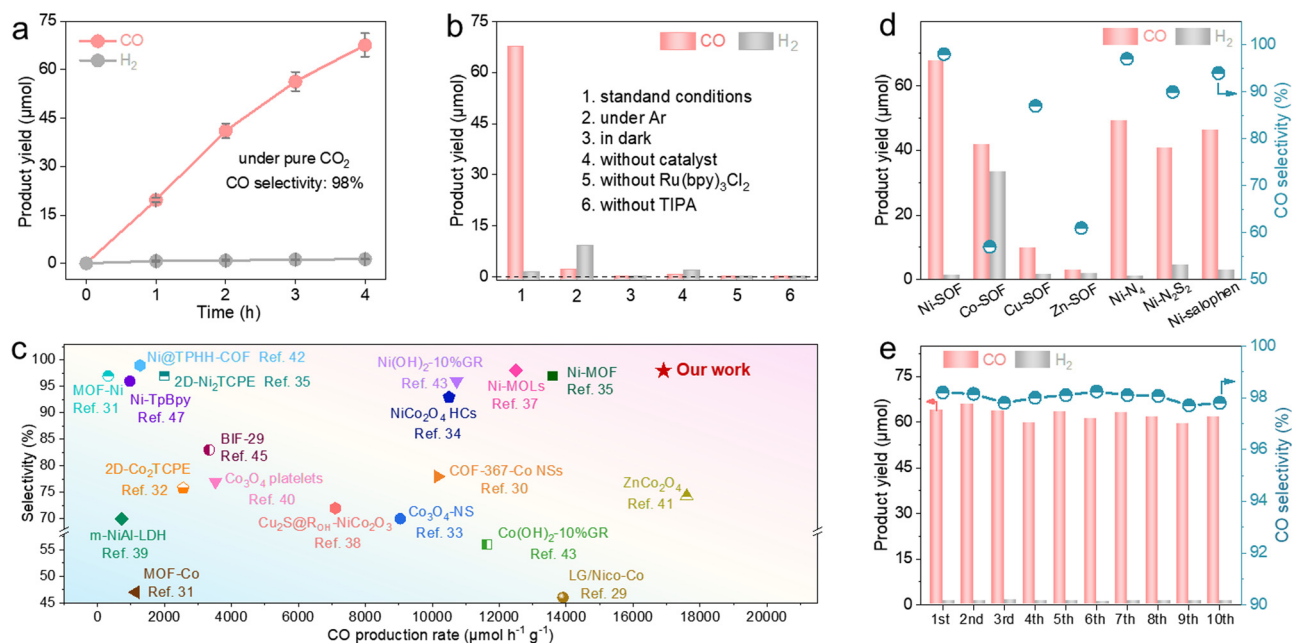 a
75
60
45
30
15
0
Product yield (μmol)
CO
H₂
under pure CO₂
CO selectivity: 98%
0 1 2 3 4
Time (h)
b
75
60
45
30
15
0
Product yield (μmol)
CO H₂
1. standand conditions
2. under Ar
3. in dark
4. without catalyst
5. without Ru(bpy)₃Cl₂
6. without TIPA
1 2 3 4 5 6
d
60
40
20
0
Product yield (μmol)
CO H₂
100
90
80
70
60
50
CO selectivity (%)
Ni-SOF Co-SOF Cu-SOF Zn-SOF Ni-N₄ Ni-N₂S₂ Ni-salophen
c
100
95
90
85
80
75
70
55
50
45
Selectivity (%)
Ni@TPHH-COF Ref. 42
MOF-Ni
Ref. 31
2D-Ni₂TCPE Ref. 35
Ni-TpBpy
Ref. 47
Ni(OH)₂-10%GR
Ref. 43
Ni-MOLs
Ref. 37
Ni-MOF
Ref. 35
Our work
NiCo₂O₄ HCs
Ref. 34
BIF-29
Ref. 45
2D-Co₂TCPE
Ref. 32
Co₃O₄ platelets
Ref. 40
COF-367-Co NSs
Ref. 30
ZnCo₂O₄
Ref. 41
Cu₂S@R_OH-NiCo₂O₃
Ref. 38
Co₃O₄-NS
Ref. 33
m-NiAl-LDH
Ref. 39
Co(OH)₂-10%GR
Ref. 43
MOF-Co
Ref. 31
LG/Nico-Co
Ref. 29
0 2000 4000 6000 8000 10000 12000 14000 16000 18000 20000
CO production rate (μmol h⁻¹ g⁻¹)
e
75
60
45
30
15
0
Product yield (μmol)
CO H₂
100
98
96
94
92
90
CO selectivity (%)
1st 2nd 3rd 4th 5th 6th 7th 8th 9th 10th